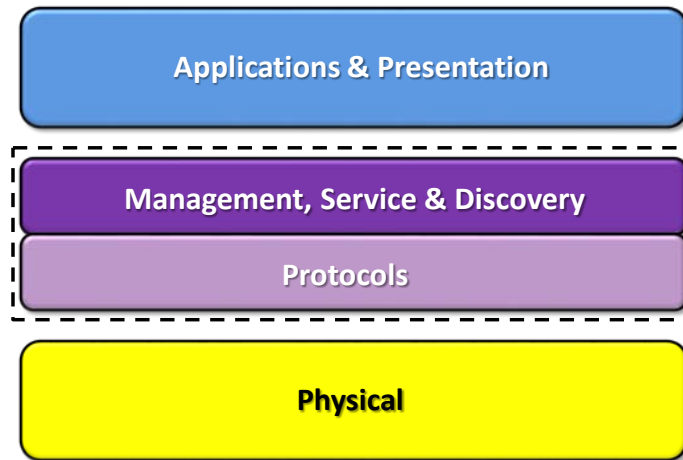 Applications & Presentation
Management, Service & Discovery
Protocols
Physical